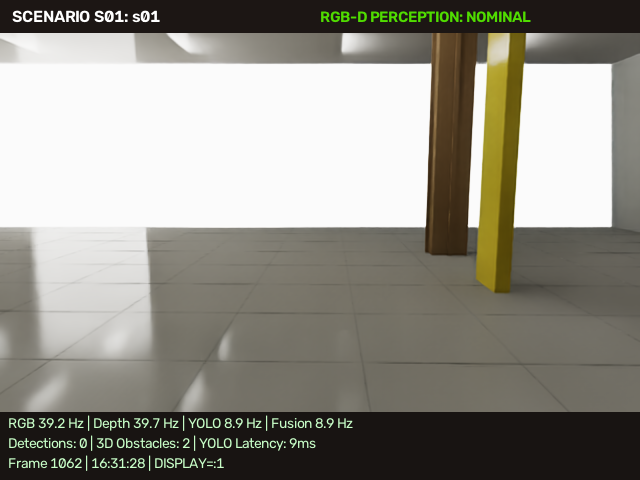 SCENARIO S01: s01
RGB-D PERCEPTION: NOMINAL
RGB 39.2 Hz | Depth 39.7 Hz | YOLO 8.9 Hz | Fusion 8.9 Hz
Detections: 0 | 3D Obstacles: 2 | YOLO Latency: 9ms
Frame 1062 | 16:31:28 | DISPLAY=:1